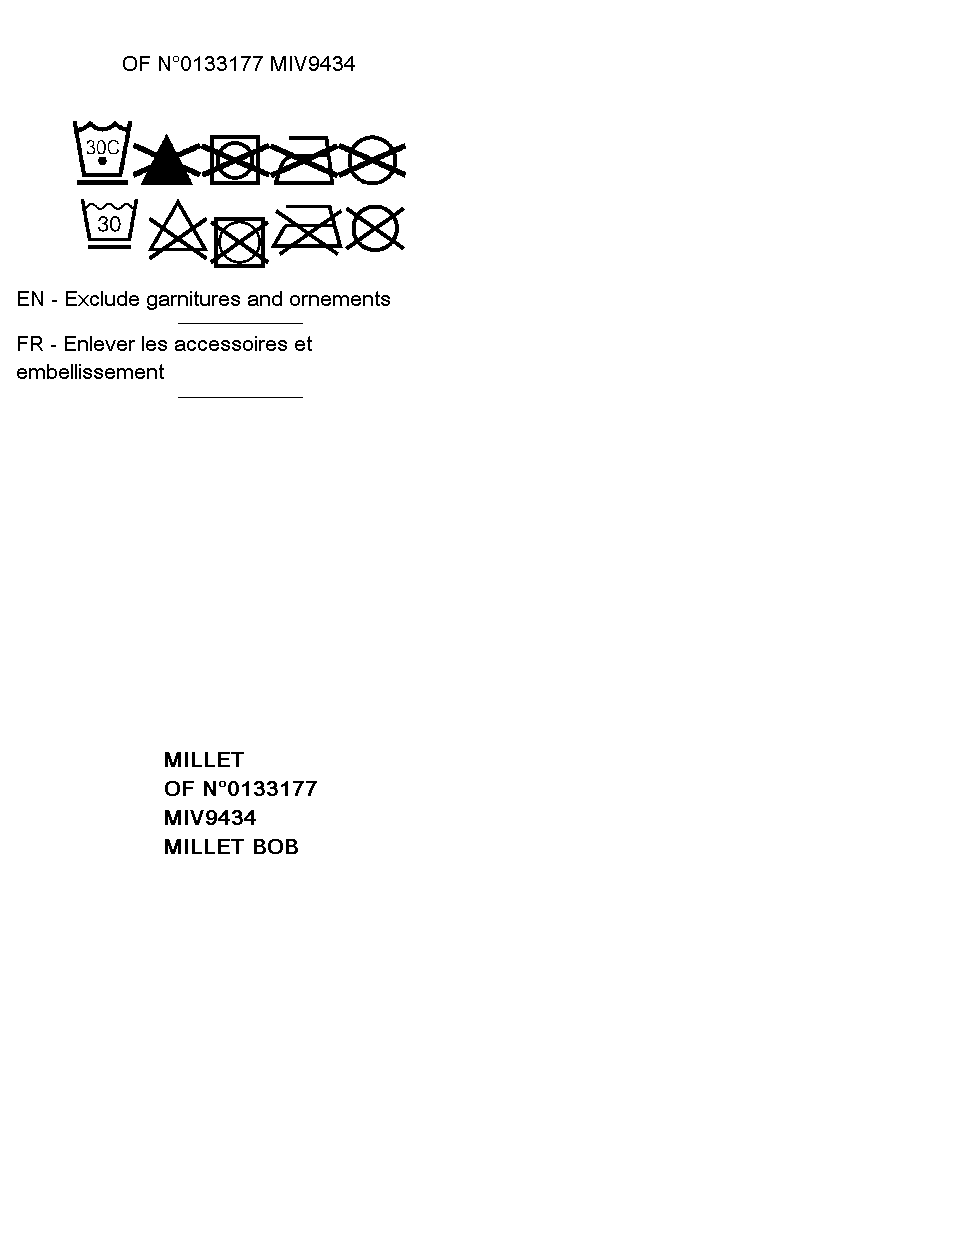 OF N°0133177 MIV9434
30C
30
EN - Exclude garnitures and ornements
FR - Enlever les accessoires et
embellissement
MILLET
OF N°0133177
MIV9434
MILLET BOB